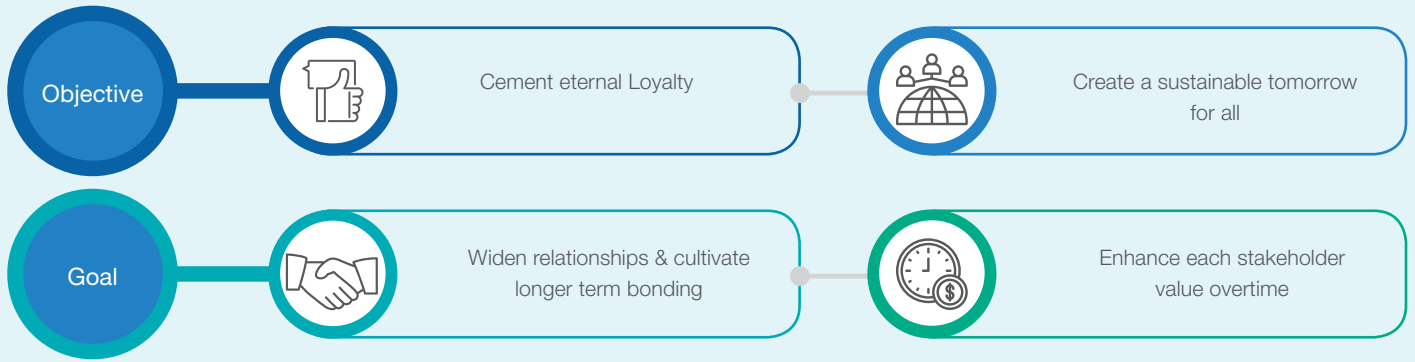 Objective
Cement eternal Loyalty
Create a sustainable tomorrow
for all
Goal
Widen relationships & cultivate
longer term bonding
Enhance each stakeholder
value overtime
$